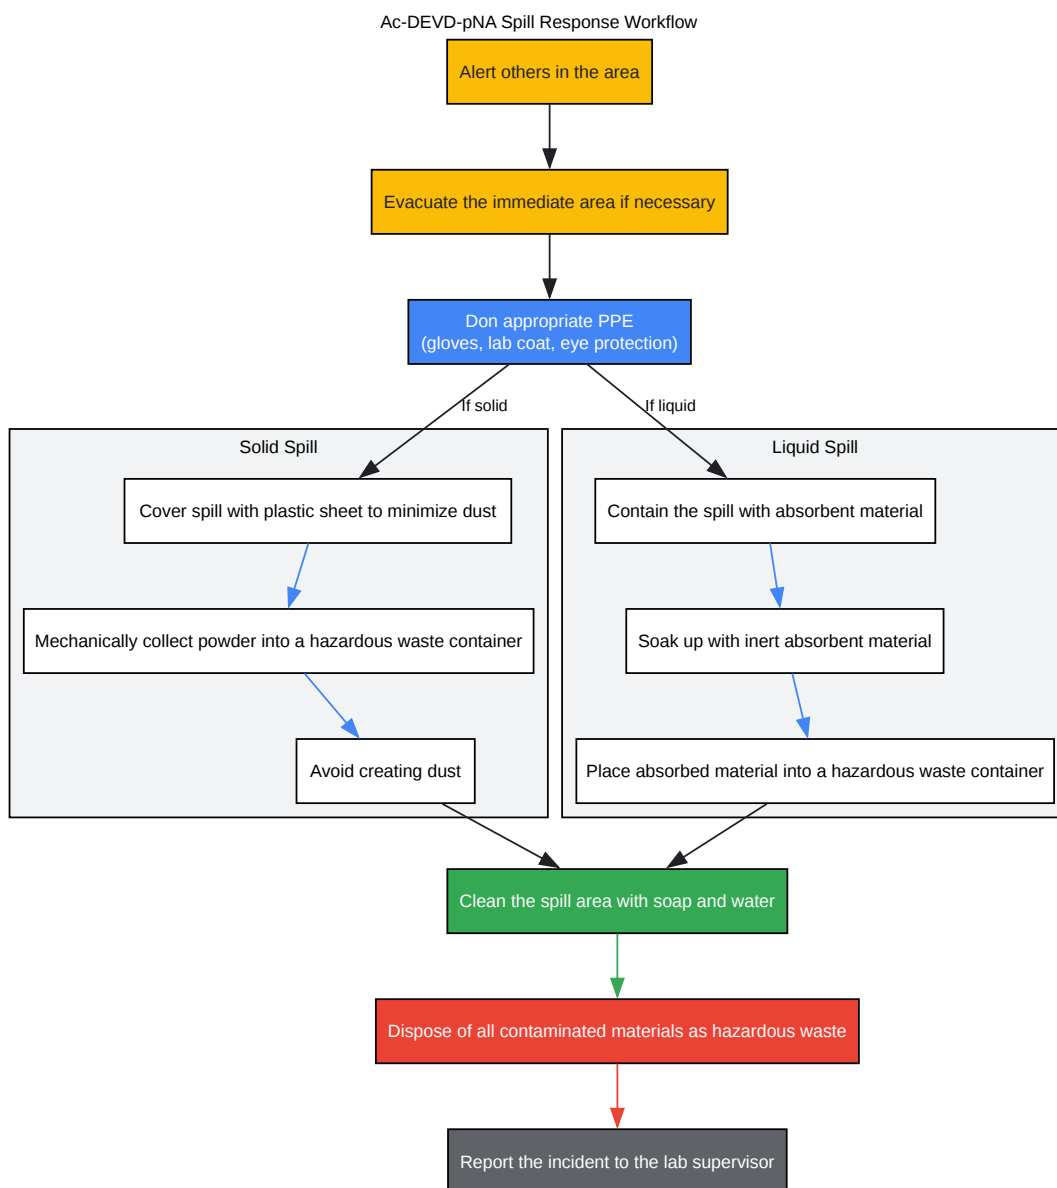 Ac-DEVD-pNA Spill Response Workflow
Alert others in the area
Evacuate the immediate area if necessary
Don appropriate PPE
(gloves, lab coat, eye protection)
If solid
If liquid
Solid Spill
Cover spill with plastic sheet to minimize dust
Mechanically collect powder into a hazardous waste container
Avoid creating dust
Liquid Spill
Contain the spill with absorbent material
Soak up with inert absorbent material
Place absorbed material into a hazardous waste container
Clean the spill area with soap and water
Dispose of all contaminated materials as hazardous waste
Report the incident to the lab supervisor